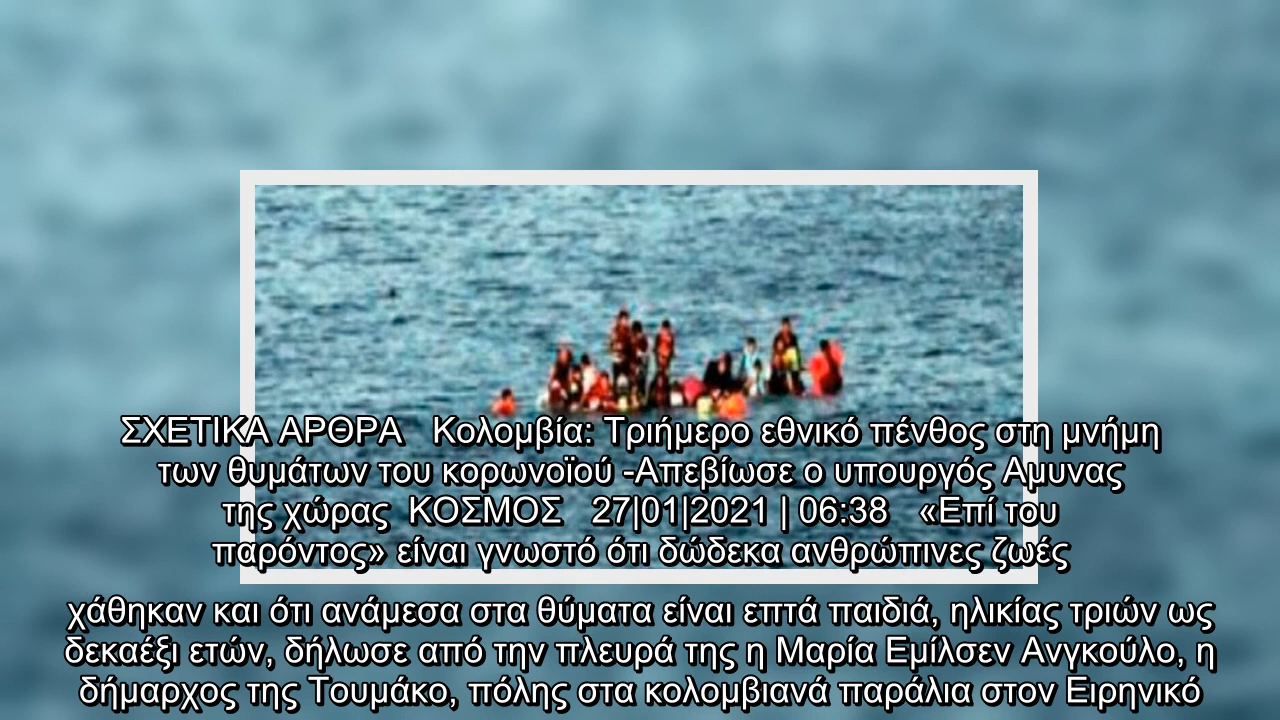 ΣΧΕΤΙΚΑ ΑΡΘΡΑ Κολομβία: Τριήμερο εθνικό πένθος στη μνήμη
των θυμάτων του κορωνοϊού -Απεβίωσε ο υπουργός Αμυνας
της χώρας ΚΟΣΜΟΣ 27|01|2021 | 06:38 «Επί του
παρόντος» είναι γνωστό ότι δώδεκα ανθρώπινες ζωές
χάθηκαν και ότι ανάμεσα στα θύματα είναι επτά παιδιά, ηλικίας τριών ως
δεκαέξι ετών, δήλωσε από την πλευρά της η Μαρία Εμίλσεν Ανγκούλο, η
δήμαρχος της Τουμάκο, πόλης στα κολομβιανά παράλια στον Ειρηνικό